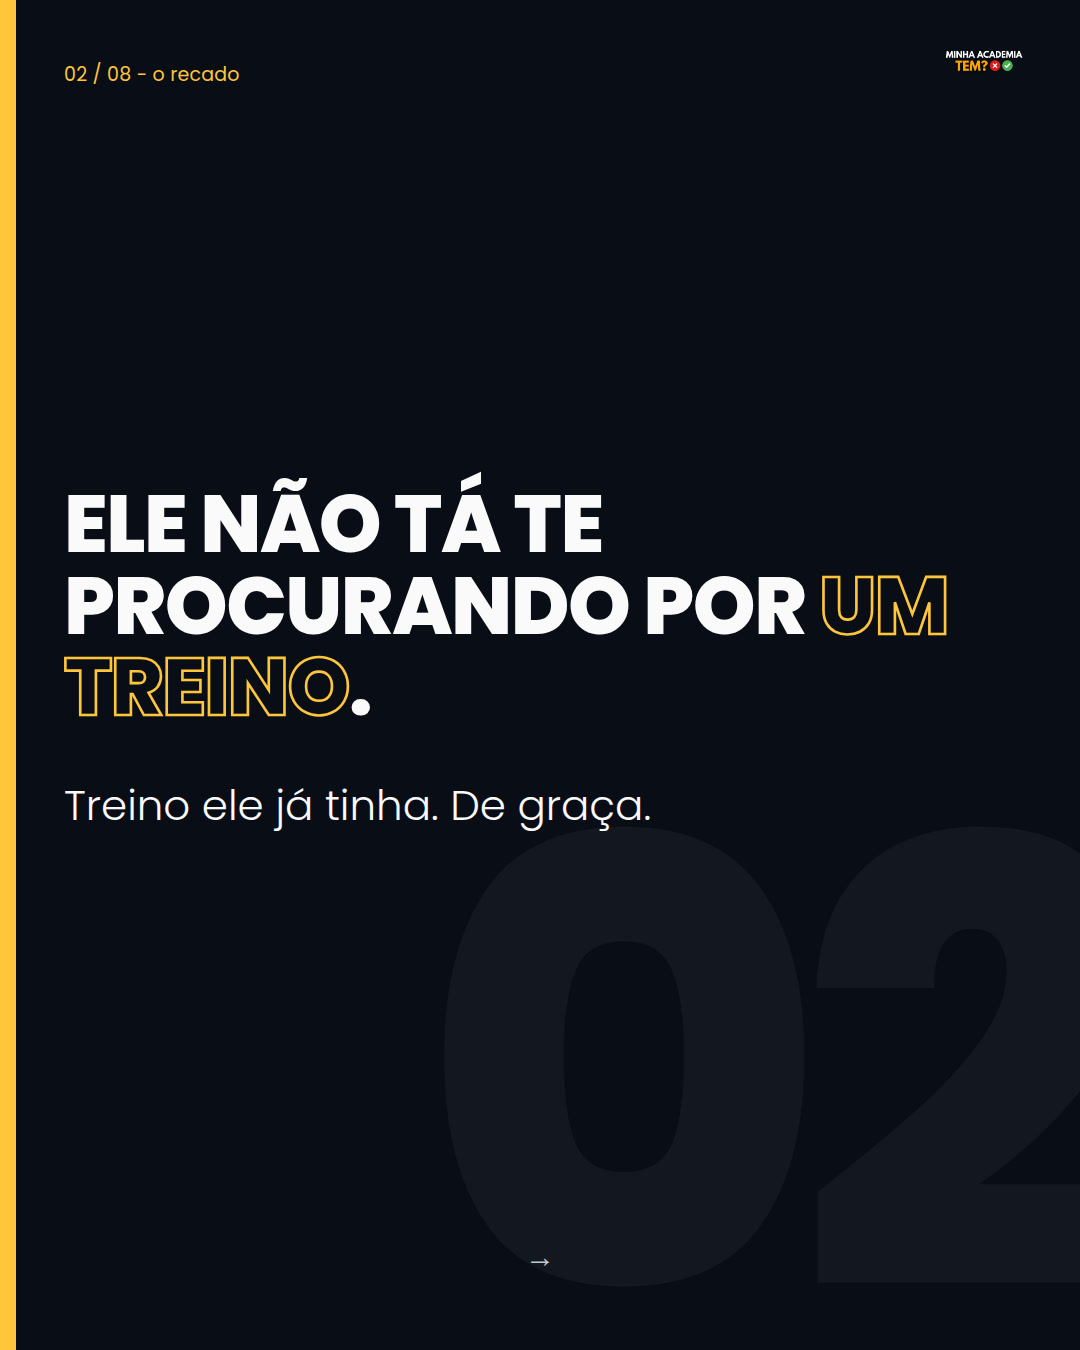 02 / 08 - o recado
MINHA ACADEMIA
TEM?
ELE NÃO TÁ TE
PROCURANDO POR UM
TREINO.
Treino ele já tinha. De graça.
02
→